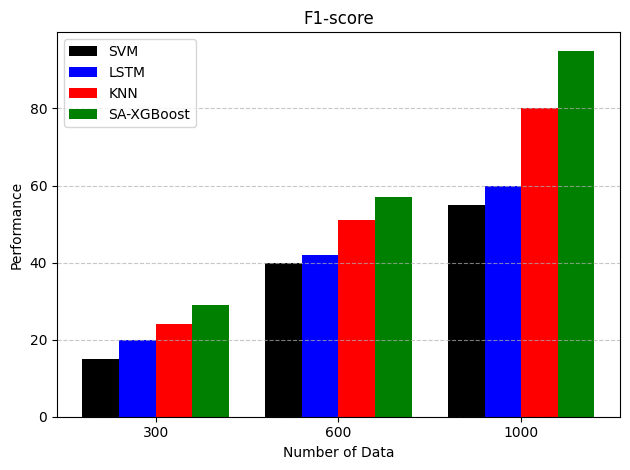 F1-score
SVM
LSTM
KNN
SA-XGBoost
Performance
80
60
40
20
0
300
600
1000
Number of Data